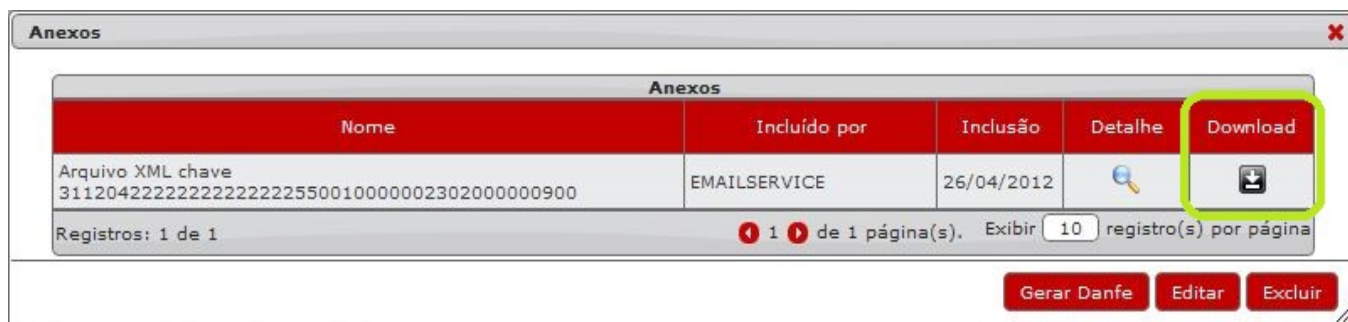 Anexos
Anexos
Nome Incluído por Inclusão Detalhe Download
Arquivo XML chave
31120422222222222222550010000002302000000900 EMAILSERVICE 26/04/2012
Registros: 1 de 1 1 de 1 página(s). Exibir 10 registro(s) por página
Gerar Danfe Editar Excluir